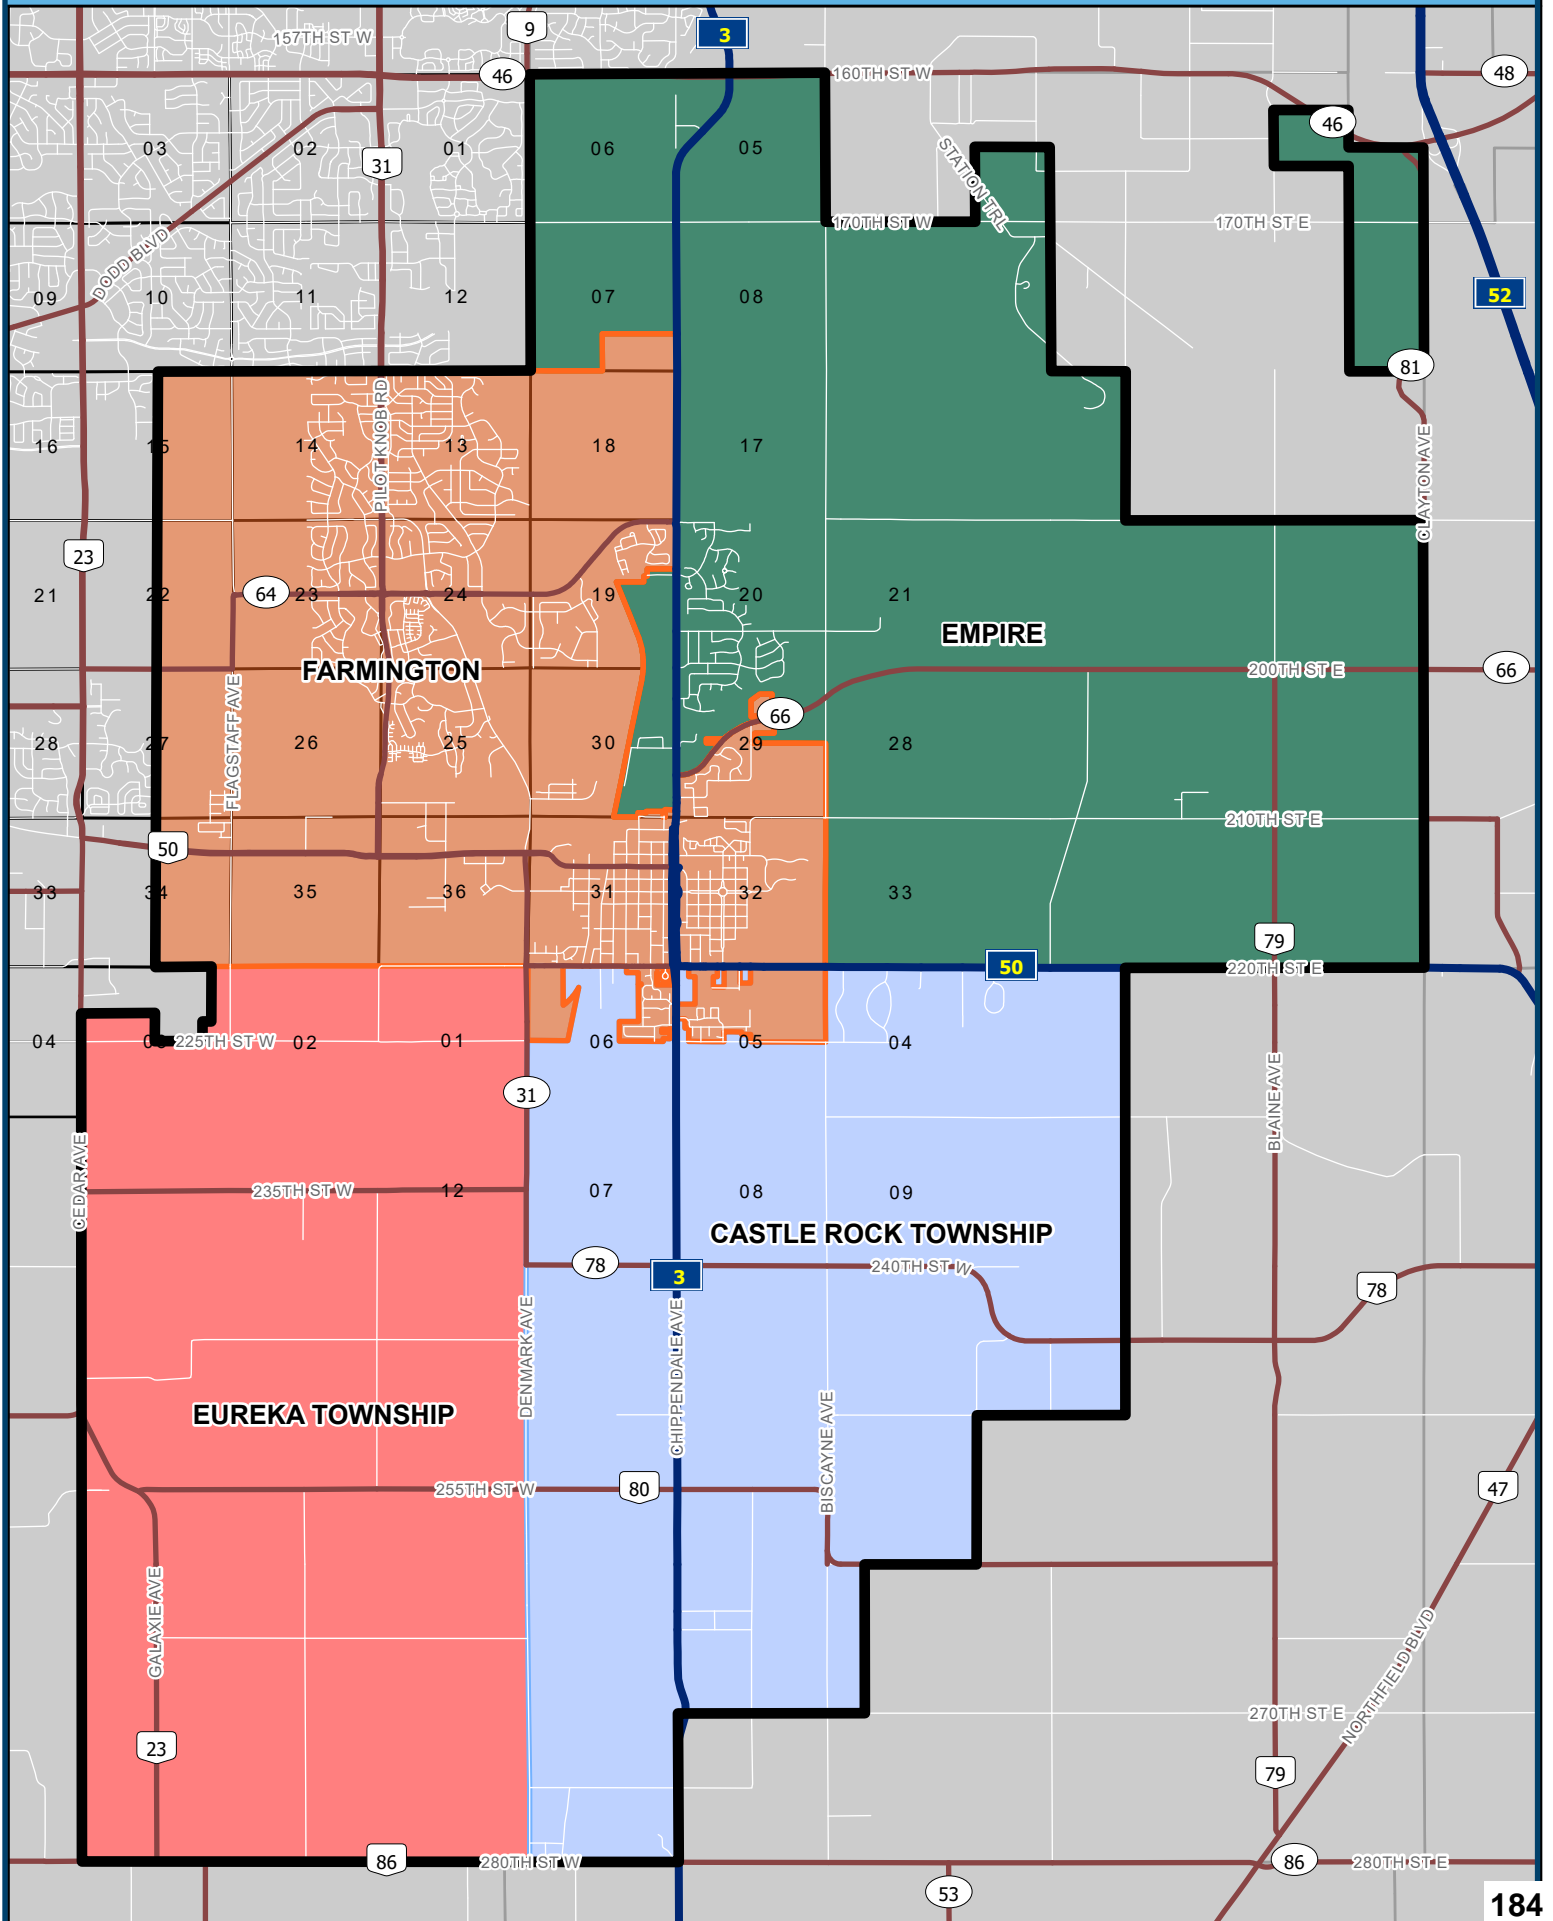 157TH ST W
9
3
46
160TH ST W
48
46
03
02
01
06
05
31
STATION TRL
170TH ST W
170TH ST E
DODD BLVD
09
10
11
12
07
08
52
81
PILOT KNOB RD
16
15
14
13
18
17
CLAYTON AVE
23
21
22
64
23
24
19
20
21
EMPIRE
FARMINGTON
200TH ST E
66
FLAGSTAFF AVE
66
28
27
26
25
30
29
28
210TH ST E
50
33
34
35
36
31
32
33
79
50
220TH ST E
04
03
225TH ST W
02
01
06
05
04
31
BLAINE AVE
CEDAR AVE
235TH ST W
12
07
08
09
CASTLE ROCK TOWNSHIP
78
240TH ST W
3
78
DENMARK AVE
CHIPPENDALE AVE
EUREKA TOWNSHIP
BISCAYNE AVE
255TH ST W
80
47
GALAXIE AVE
NORTHFIELD BLVD
270TH ST E
23
79
86
280TH ST W
86
280TH ST E
53
184